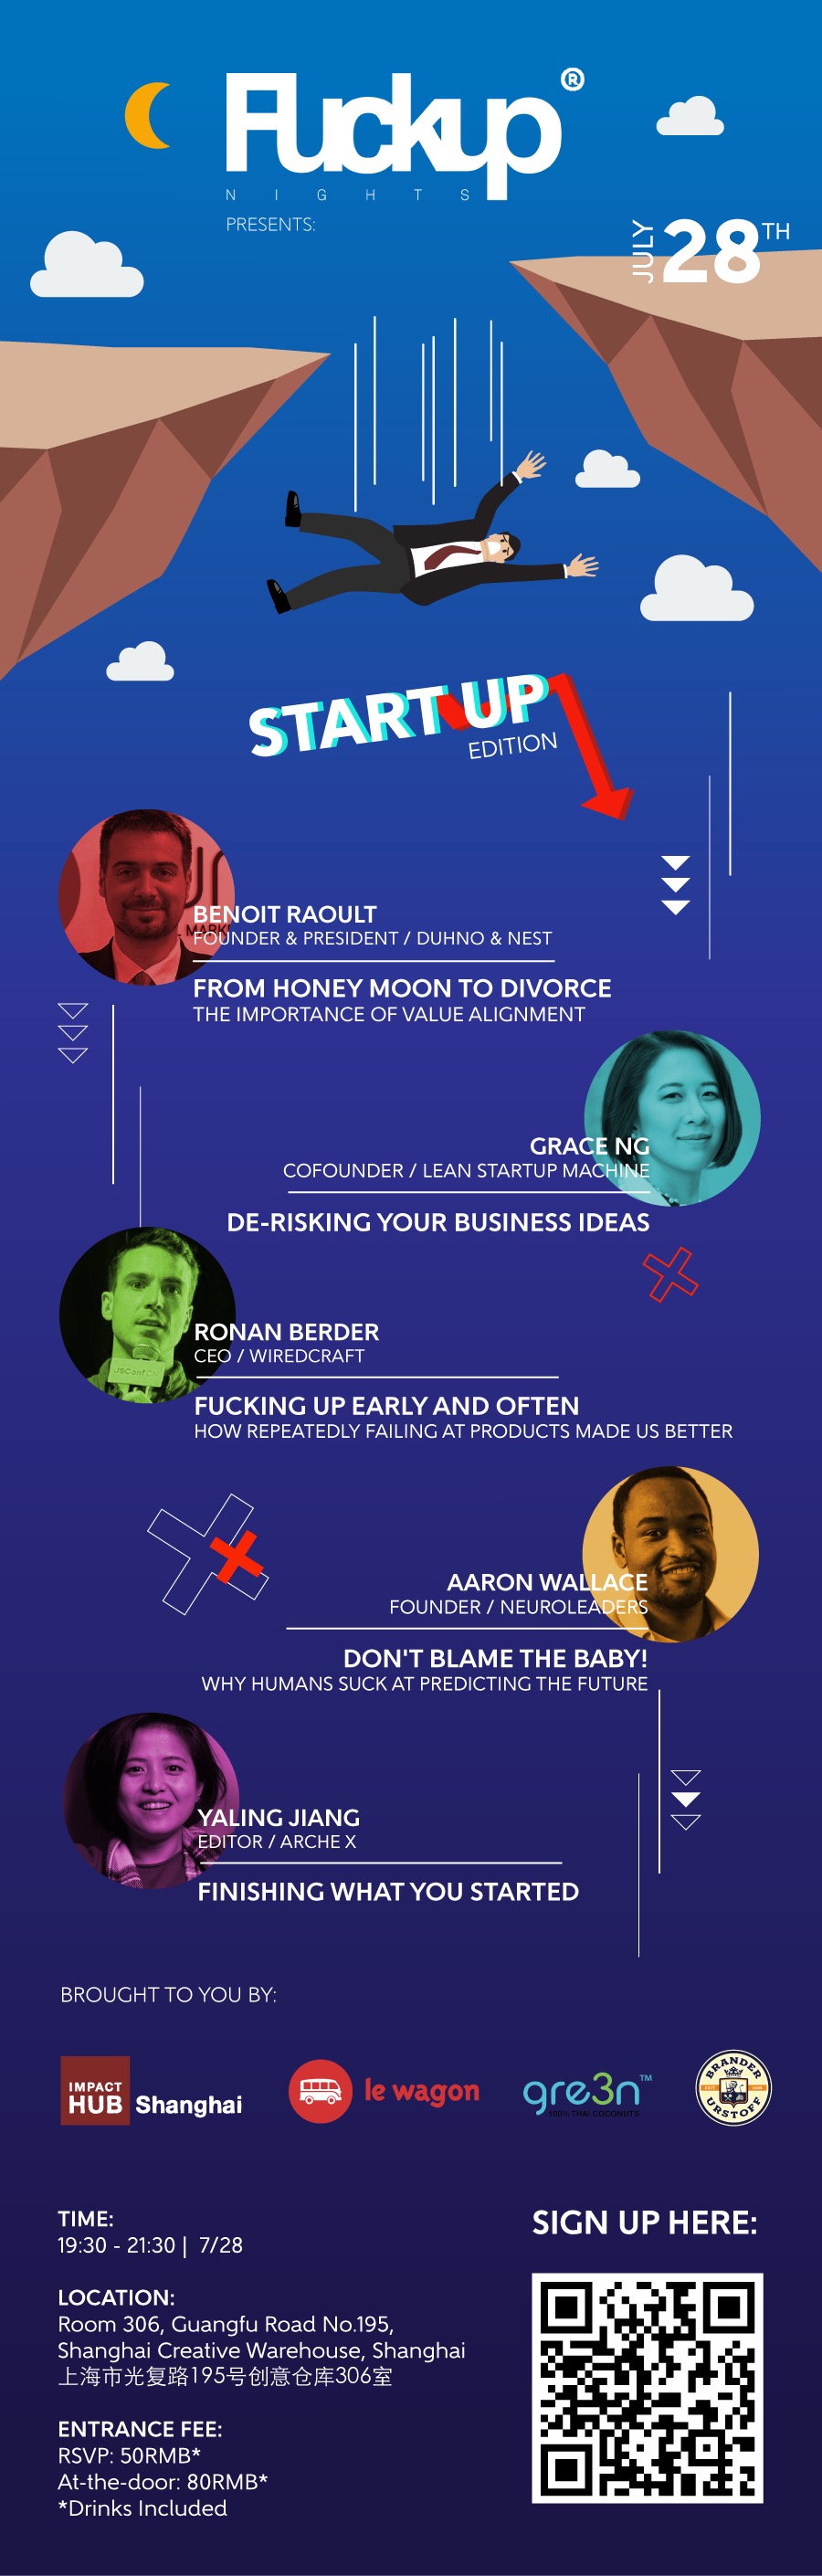 Fuckup®
NIGHTS
PRESENTS:
JULY 28TH
START UP
EDITION
BENOIT RAOULT
FOUNDER & PRESIDENT / DUHNO & NEST
FROM HONEY MOON TO DIVORCE
THE IMPORTANCE OF VALUE ALIGNMENT
GRACE NG
COFOUNDER / LEAN STARTUP MACHINE
DE-RISKING YOUR BUSINESS IDEAS
JSConf CN
RONAN BERDER
CEO / WIREDCRAFT
FUCKING UP EARLY AND OFTEN
HOW REPEATEDLY FAILING AT PRODUCTS MADE US BETTER
AARON WALLACE
FOUNDER / NEUROLEADERS
DON'T BLAME THE BABY!
WHY HUMANS SUCK AT PREDICTING THE FUTURE
YALING JIANG
EDITOR / ARCHE X
FINISHING WHAT YOU STARTED
BROUGHT TO YOU BY:
IMPACT
HUB Shanghai
le wagon
gre3n™
100% THAI COCONUTS
BRANDER
URSTOFF
TIME:
19:30 - 21:30 | 7/28
SIGN UP HERE:
LOCATION:
Room 306, Guangfu Road No.195,
Shanghai Creative Warehouse, Shanghai
上海市光复路195号创意仓库306室
ENTRANCE FEE:
RSVP: 50RMB*
At-the-door: 80RMB*
*Drinks Included